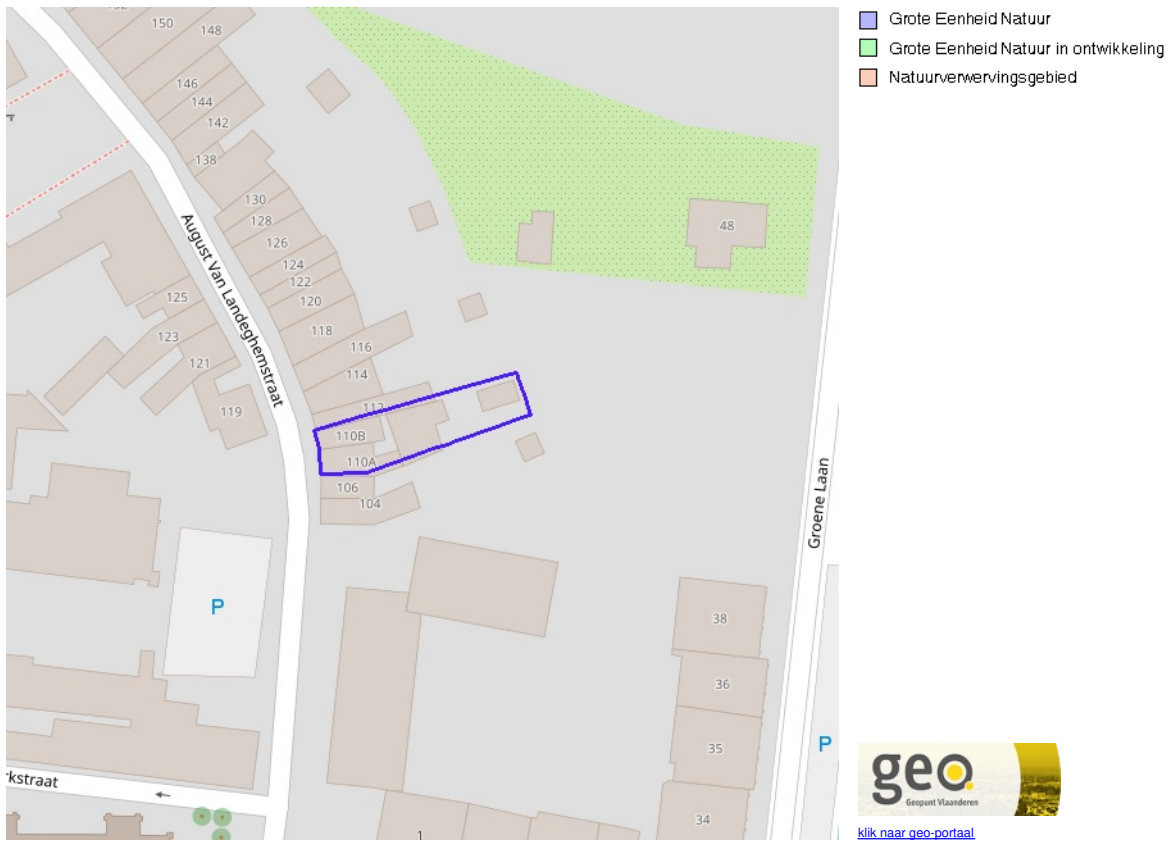 150
148
146
144
142
138
130
128
126
124
122
120
118
116
114
112
110B
110A
106
104
125
123
121
119
August Van Landeghemstraat
48
Groene Laan
P
38
36
35
34
P
1
rkstraat
Grote Eenheid Natuur
Grote Eenheid Natuur in ontwikkeling
Natuurverwervingsgebied
geo
Geopunt Vlaanderen
klik naar geo-portaal